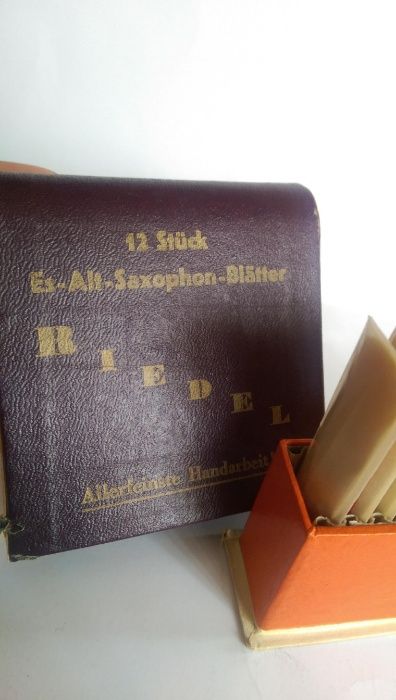 12 Stück
Es-Alt-Saxophon-Blätter
RIEDEL
Allerfeinste Handarbeit!